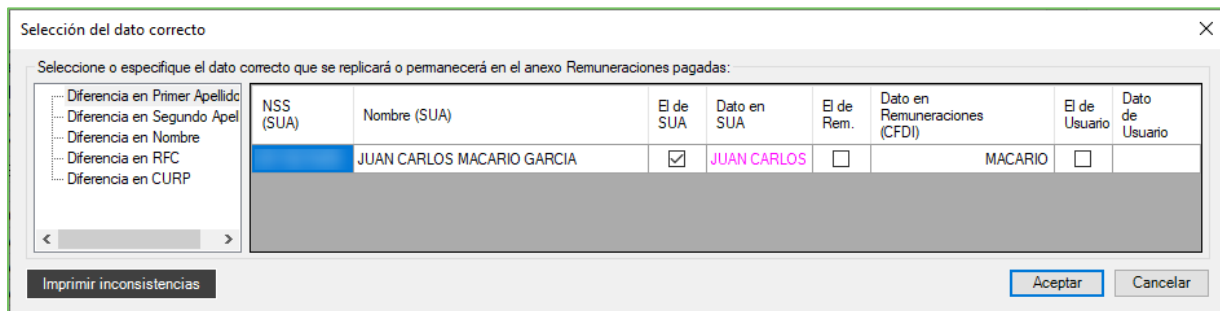 Selección del dato correcto
Seleccione o especifique el dato correcto que se replicará o permanecerá en el anexo Remuneraciones pagadas:
Diferencia en Primer Apellido
Diferencia en Segundo Apel
Diferencia en Nombre
Diferencia en RFC
Diferencia en CURP
NSS (SUA)
Nombre (SUA)
El de SUA
Dato en SUA
El de Rem.
Dato en Remuneraciones (CFDI)
El de Usuario
Dato de Usuario
JUAN CARLOS MACARIO GARCIA
JUAN CARLOS
MACARIO
Imprimir inconsistencias
Aceptar
Cancelar